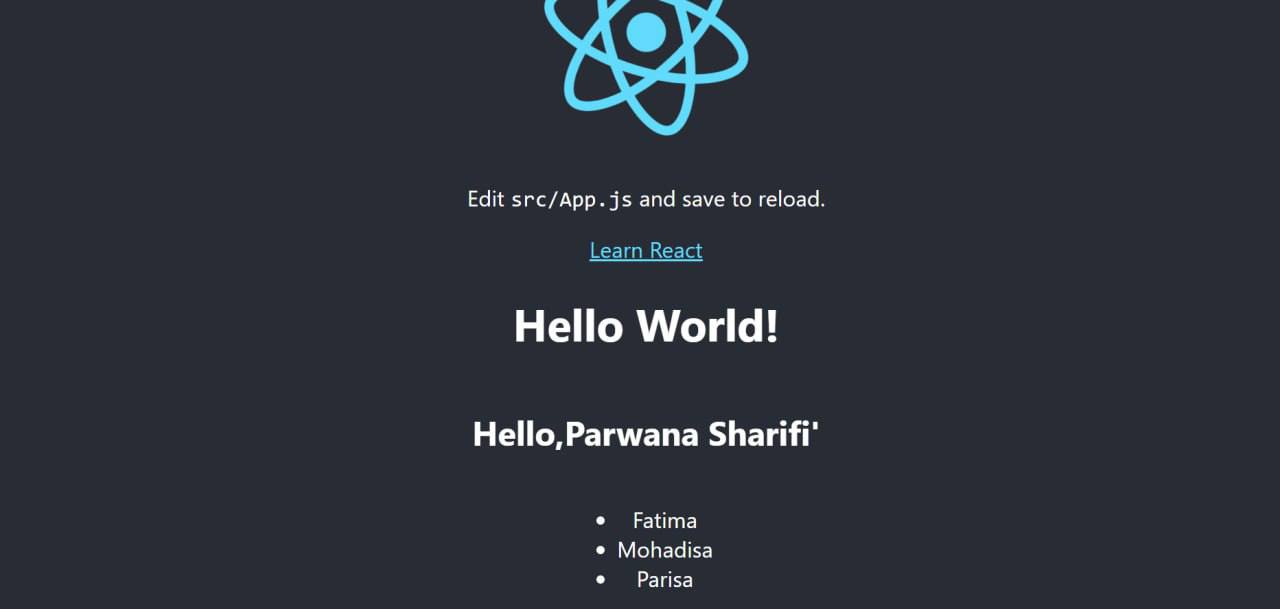 Edit src/App.js and save to reload.
Learn React
Hello World!
Hello,Parwana Sharifi'
Fatima
Mohadisa
Parisa